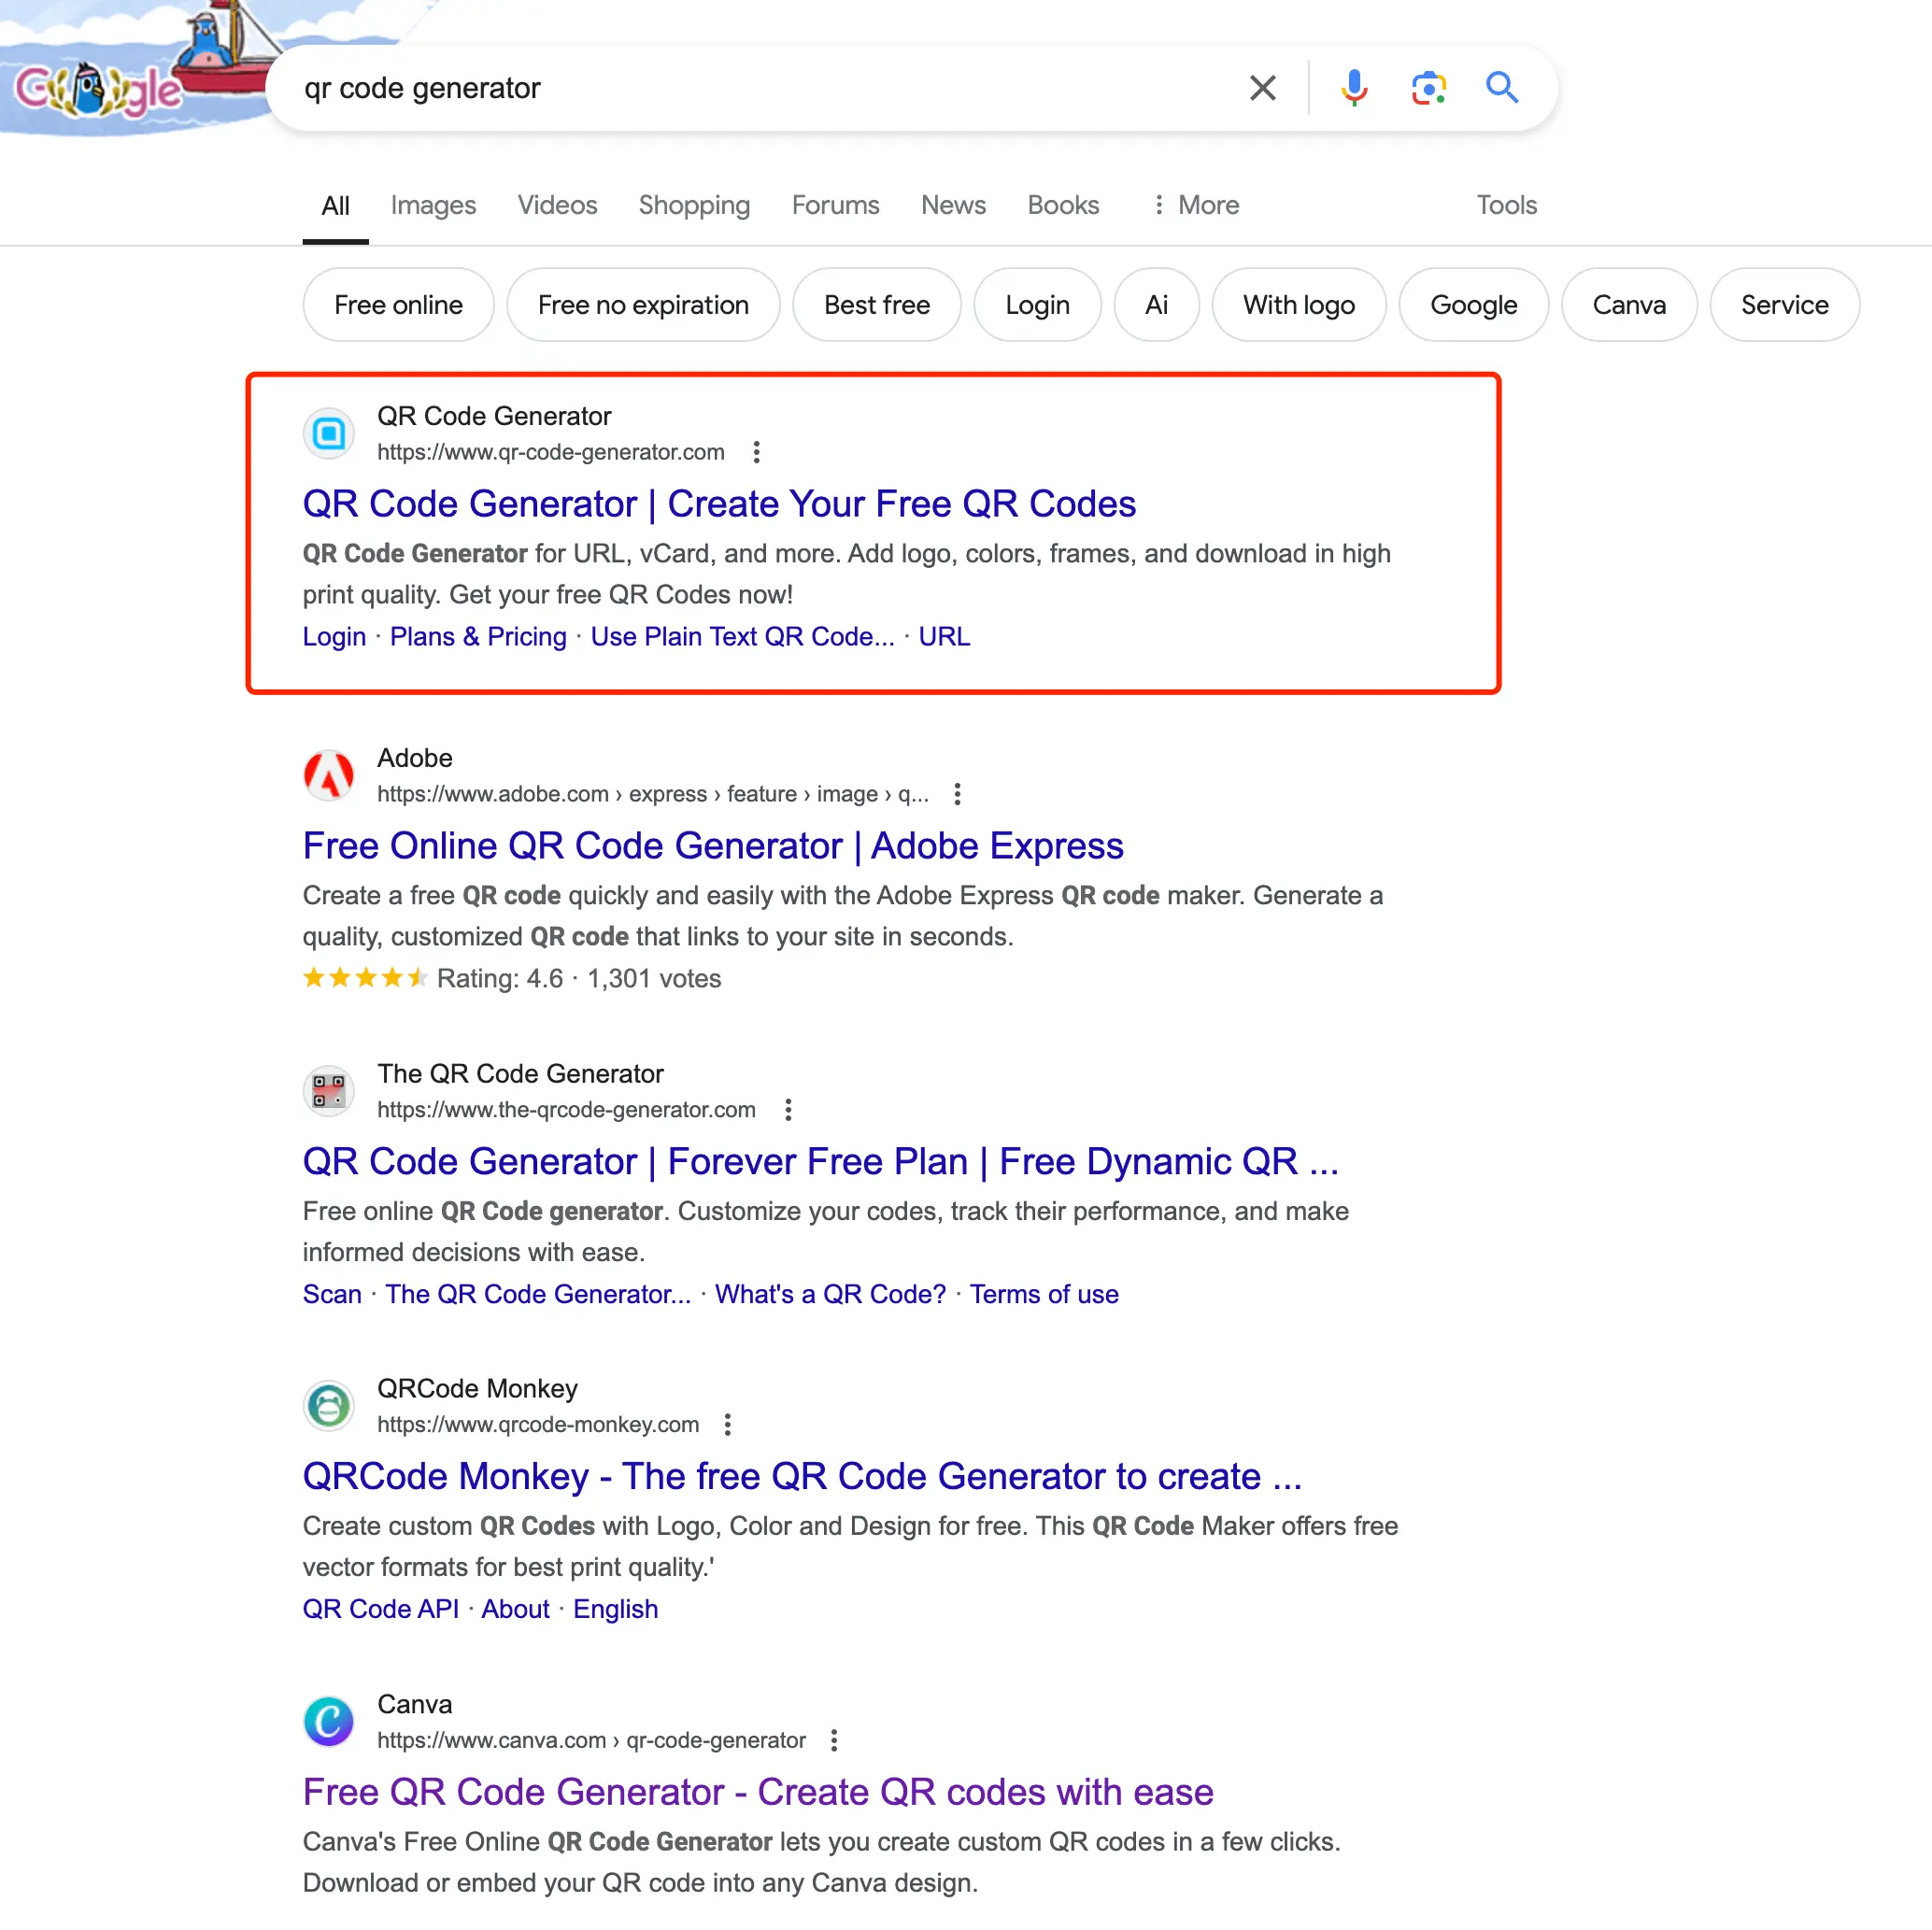 Google
qr code generator
All Images Videos Shopping Forums News Books More Tools
Free online Free no expiration Best free Login Ai With logo Google Canva Service
QR Code Generator
https://www.qr-code-generator.com
QR Code Generator | Create Your Free QR Codes
QR Code Generator for URL, vCard, and more. Add logo, colors, frames, and download in high
print quality. Get your free QR Codes now!
Login · Plans & Pricing · Use Plain Text QR Code... · URL
Adobe
https://www.adobe.com › express › feature › image › q...
Free Online QR Code Generator | Adobe Express
Create a free QR code quickly and easily with the Adobe Express QR code maker. Generate a
quality, customized QR code that links to your site in seconds.
Rating: 4.6 · 1,301 votes
The QR Code Generator
https://www.the-qrcode-generator.com
QR Code Generator | Forever Free Plan | Free Dynamic QR ...
Free online QR Code generator. Customize your codes, track their performance, and make
informed decisions with ease.
Scan · The QR Code Generator... · What's a QR Code? · Terms of use
QRCode Monkey
https://www.qrcode-monkey.com
QRCode Monkey - The free QR Code Generator to create ...
Create custom QR Codes with Logo, Color and Design for free. This QR Code Maker offers free
vector formats for best print quality.'
QR Code API · About · English
Canva
https://www.canva.com › qr-code-generator
Free QR Code Generator - Create QR codes with ease
Canva's Free Online QR Code Generator lets you create custom QR codes in a few clicks.
Download or embed your QR code into any Canva design.